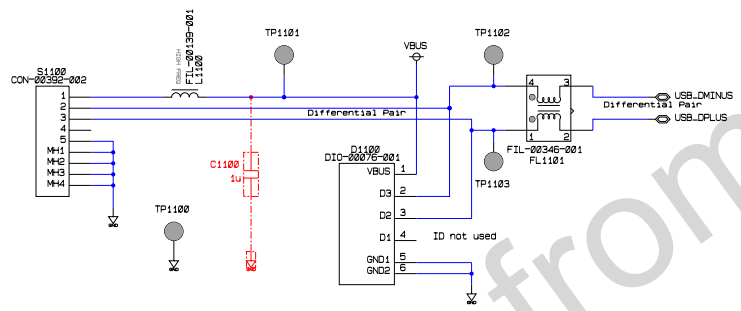 S1100
CON-00392-002
1
2
3
4
5
MH1
MH2
MH3
MH4
HIGH FREQ
FIL-00139-001
L1100
TP1101
VBUS
TP1102
Differential Pair
C1100
1u
TP1100
D1100
DIO-00076-001
VBUS 1
D3 2
D2 3
D1 4
GND1 5
GND2 6
ID not used
4 3
1 2
FIL-00346-001
FL1101
TP1103
USB_DMINUS
Differential Pair
USB_DPLUS
from